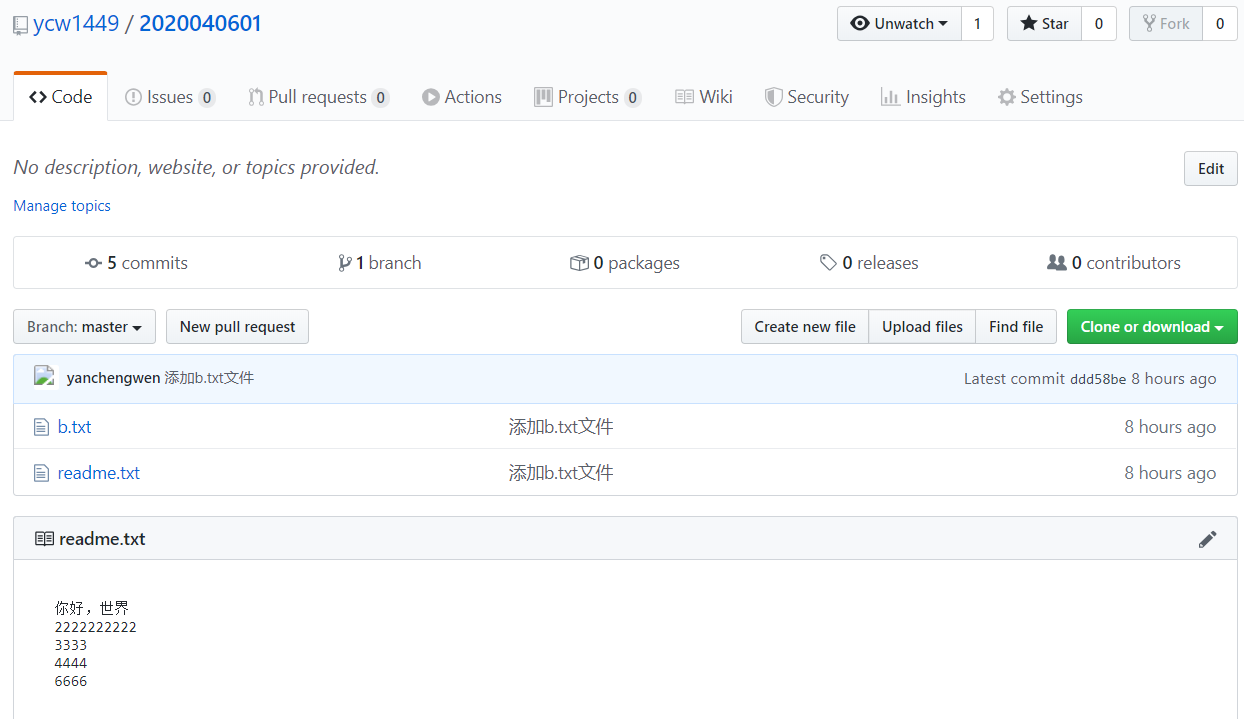 ycw1449 / 2020040601 Unwatch 1 Star 0 Fork 0
Code Issues 0 Pull requests 0 Actions Projects 0 Wiki Security Insights Settings
No description, website, or topics provided. Edit
Manage topics
5 commits 1 branch 0 packages 0 releases 0 contributors
Branch: master New pull request Create new file Upload files Find file Clone or download
yanchengwen 添加b.txt文件 Latest commit ddd58be 8 hours ago
b.txt 添加b.txt文件 8 hours ago
readme.txt 添加b.txt文件 8 hours ago
readme.txt
你好，世界
2222222222
3333
4444
6666